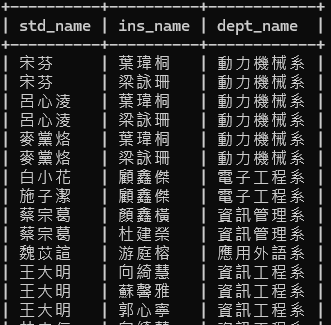 std_name | ins_name | dept_name
宋芬 | 葉瑋桐 | 動力機械系
宋芬 | 梁詠珊 | 動力機械系
呂心淩 | 葉瑋桐 | 動力機械系
呂心淩 | 梁詠珊 | 動力機械系
麥黨烙 | 葉瑋桐 | 動力機械系
麥黨烙 | 梁詠珊 | 動力機械系
白小花 | 顧鑫傑 | 電子工程系
施子潔 | 顧鑫傑 | 電子工程系
蔡宗葛 | 顏鑫橫 | 資訊管理系
蔡宗葛 | 杜建榮 | 資訊管理系
魏苡諠 | 游庭榕 | 應用外語系
王大明 | 向綺慧 | 資訊工程系
王大明 | 蘇馨雅 | 資訊工程系
王大明 | 郭心寧 | 資訊工程系